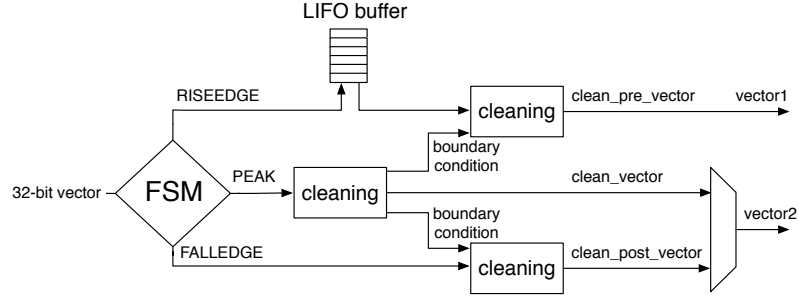 LIFO buffer
RISEEDGE
cleaning
clean_pre_vector
vector1
boundary
condition
32-bit vector
FSM
PEAK
cleaning
clean_vector
boundary
condition
vector2
FALLEDGE
cleaning
clean_post_vector